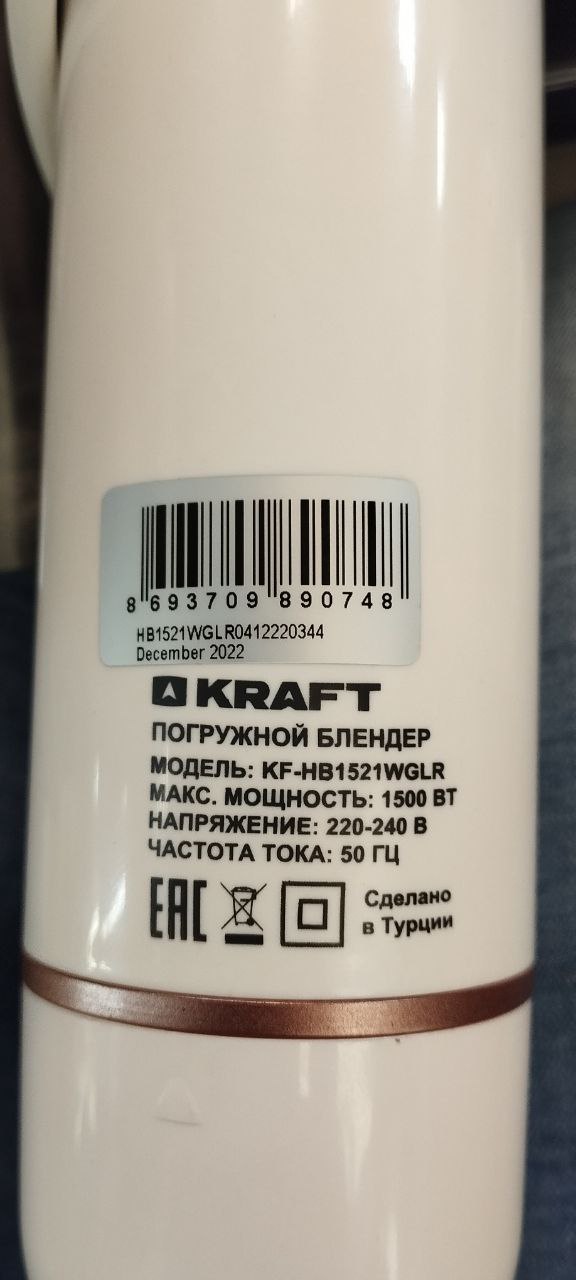 8 693709 890748
HB1521WGLR0412220344
December 2022
KRAFT
ПОГРУЖНОЙ БЛЕНДЕР
МОДЕЛЬ: KF-HB1521WGLR
МАКС. МОЩНОСТЬ: 1500 ВТ
НАПРЯЖЕНИЕ: 220-240 В
ЧАСТОТА ТОКА: 50 ГЦ
EAC
Сделано
в Турции